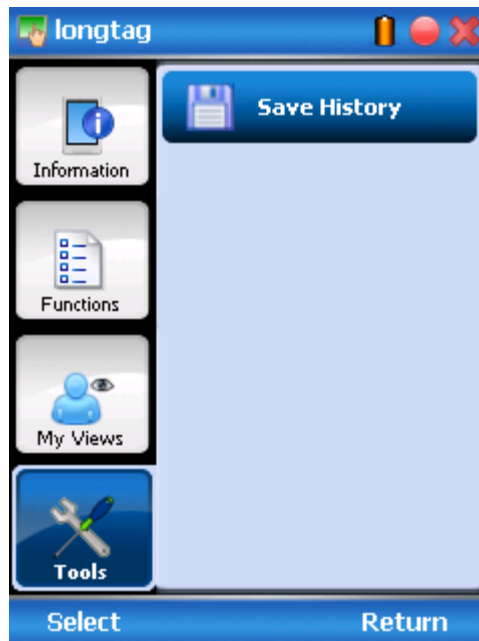 longtag
Information
Save History
Functions
My Views
Tools
Select
Return